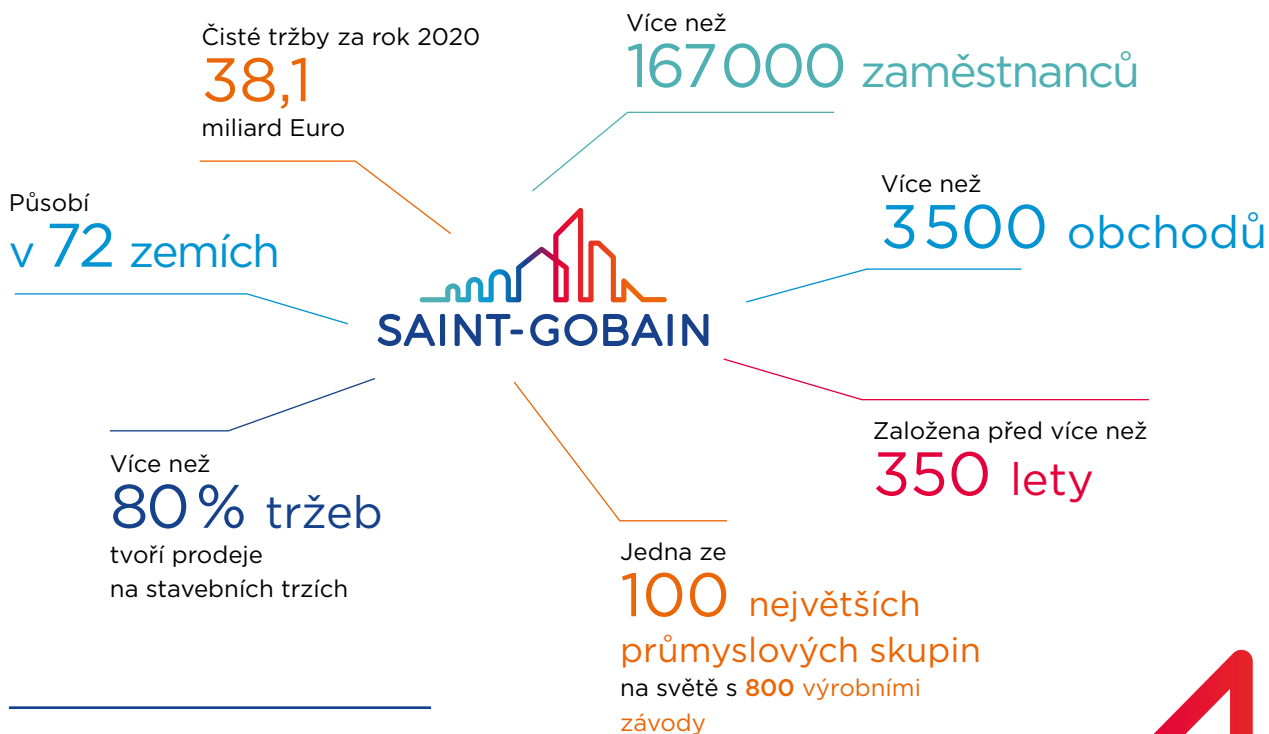 Čisté tržby za rok 2020
38,1
miliard Euro
Více než
167000 zaměstnanců
Působí
v 72 zemích
Více než
3500 obchodů
SAINT-GOBAIN
Více než
80% tržeb
tvoří prodeje
na stavebních trzích
Založena před více než
350 lety
Jedna ze
100 největších
průmyslových skupin
na světě s 800 výrobními
závody